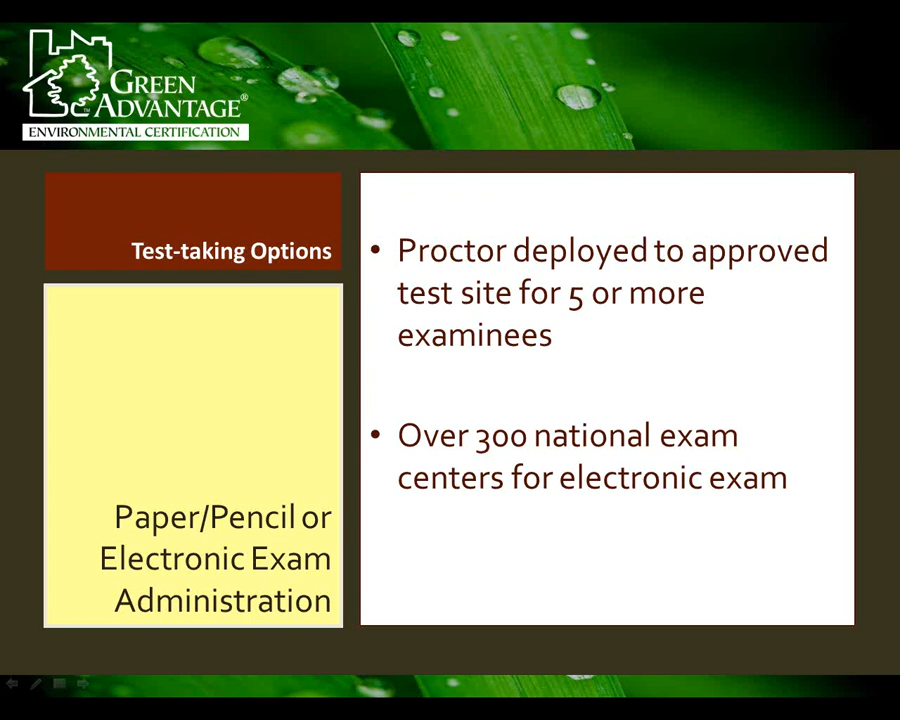 GREEN
ADVANTAGE®
ENVIRONMENTAL CERTIFICATION
Test-taking Options
Paper/Pencil or
Electronic Exam
Administration
• Proctor deployed to approved
test site for 5 or more
examinees
• Over 300 national exam
centers for electronic exam